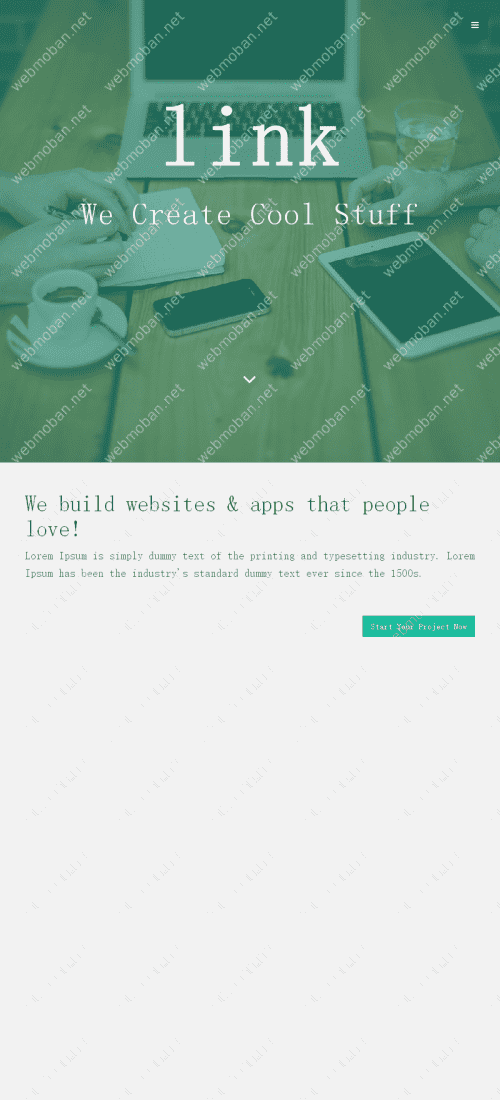 link
We Create Cool Stuff
We build websites & apps that people
love!
Lorem Ipsum is simply dummy text of the printing and typesetting industry. Lorem
Ipsum has been the industry's standard dummy text ever since the 1500s.
Start Your Project Now
webmoban.net